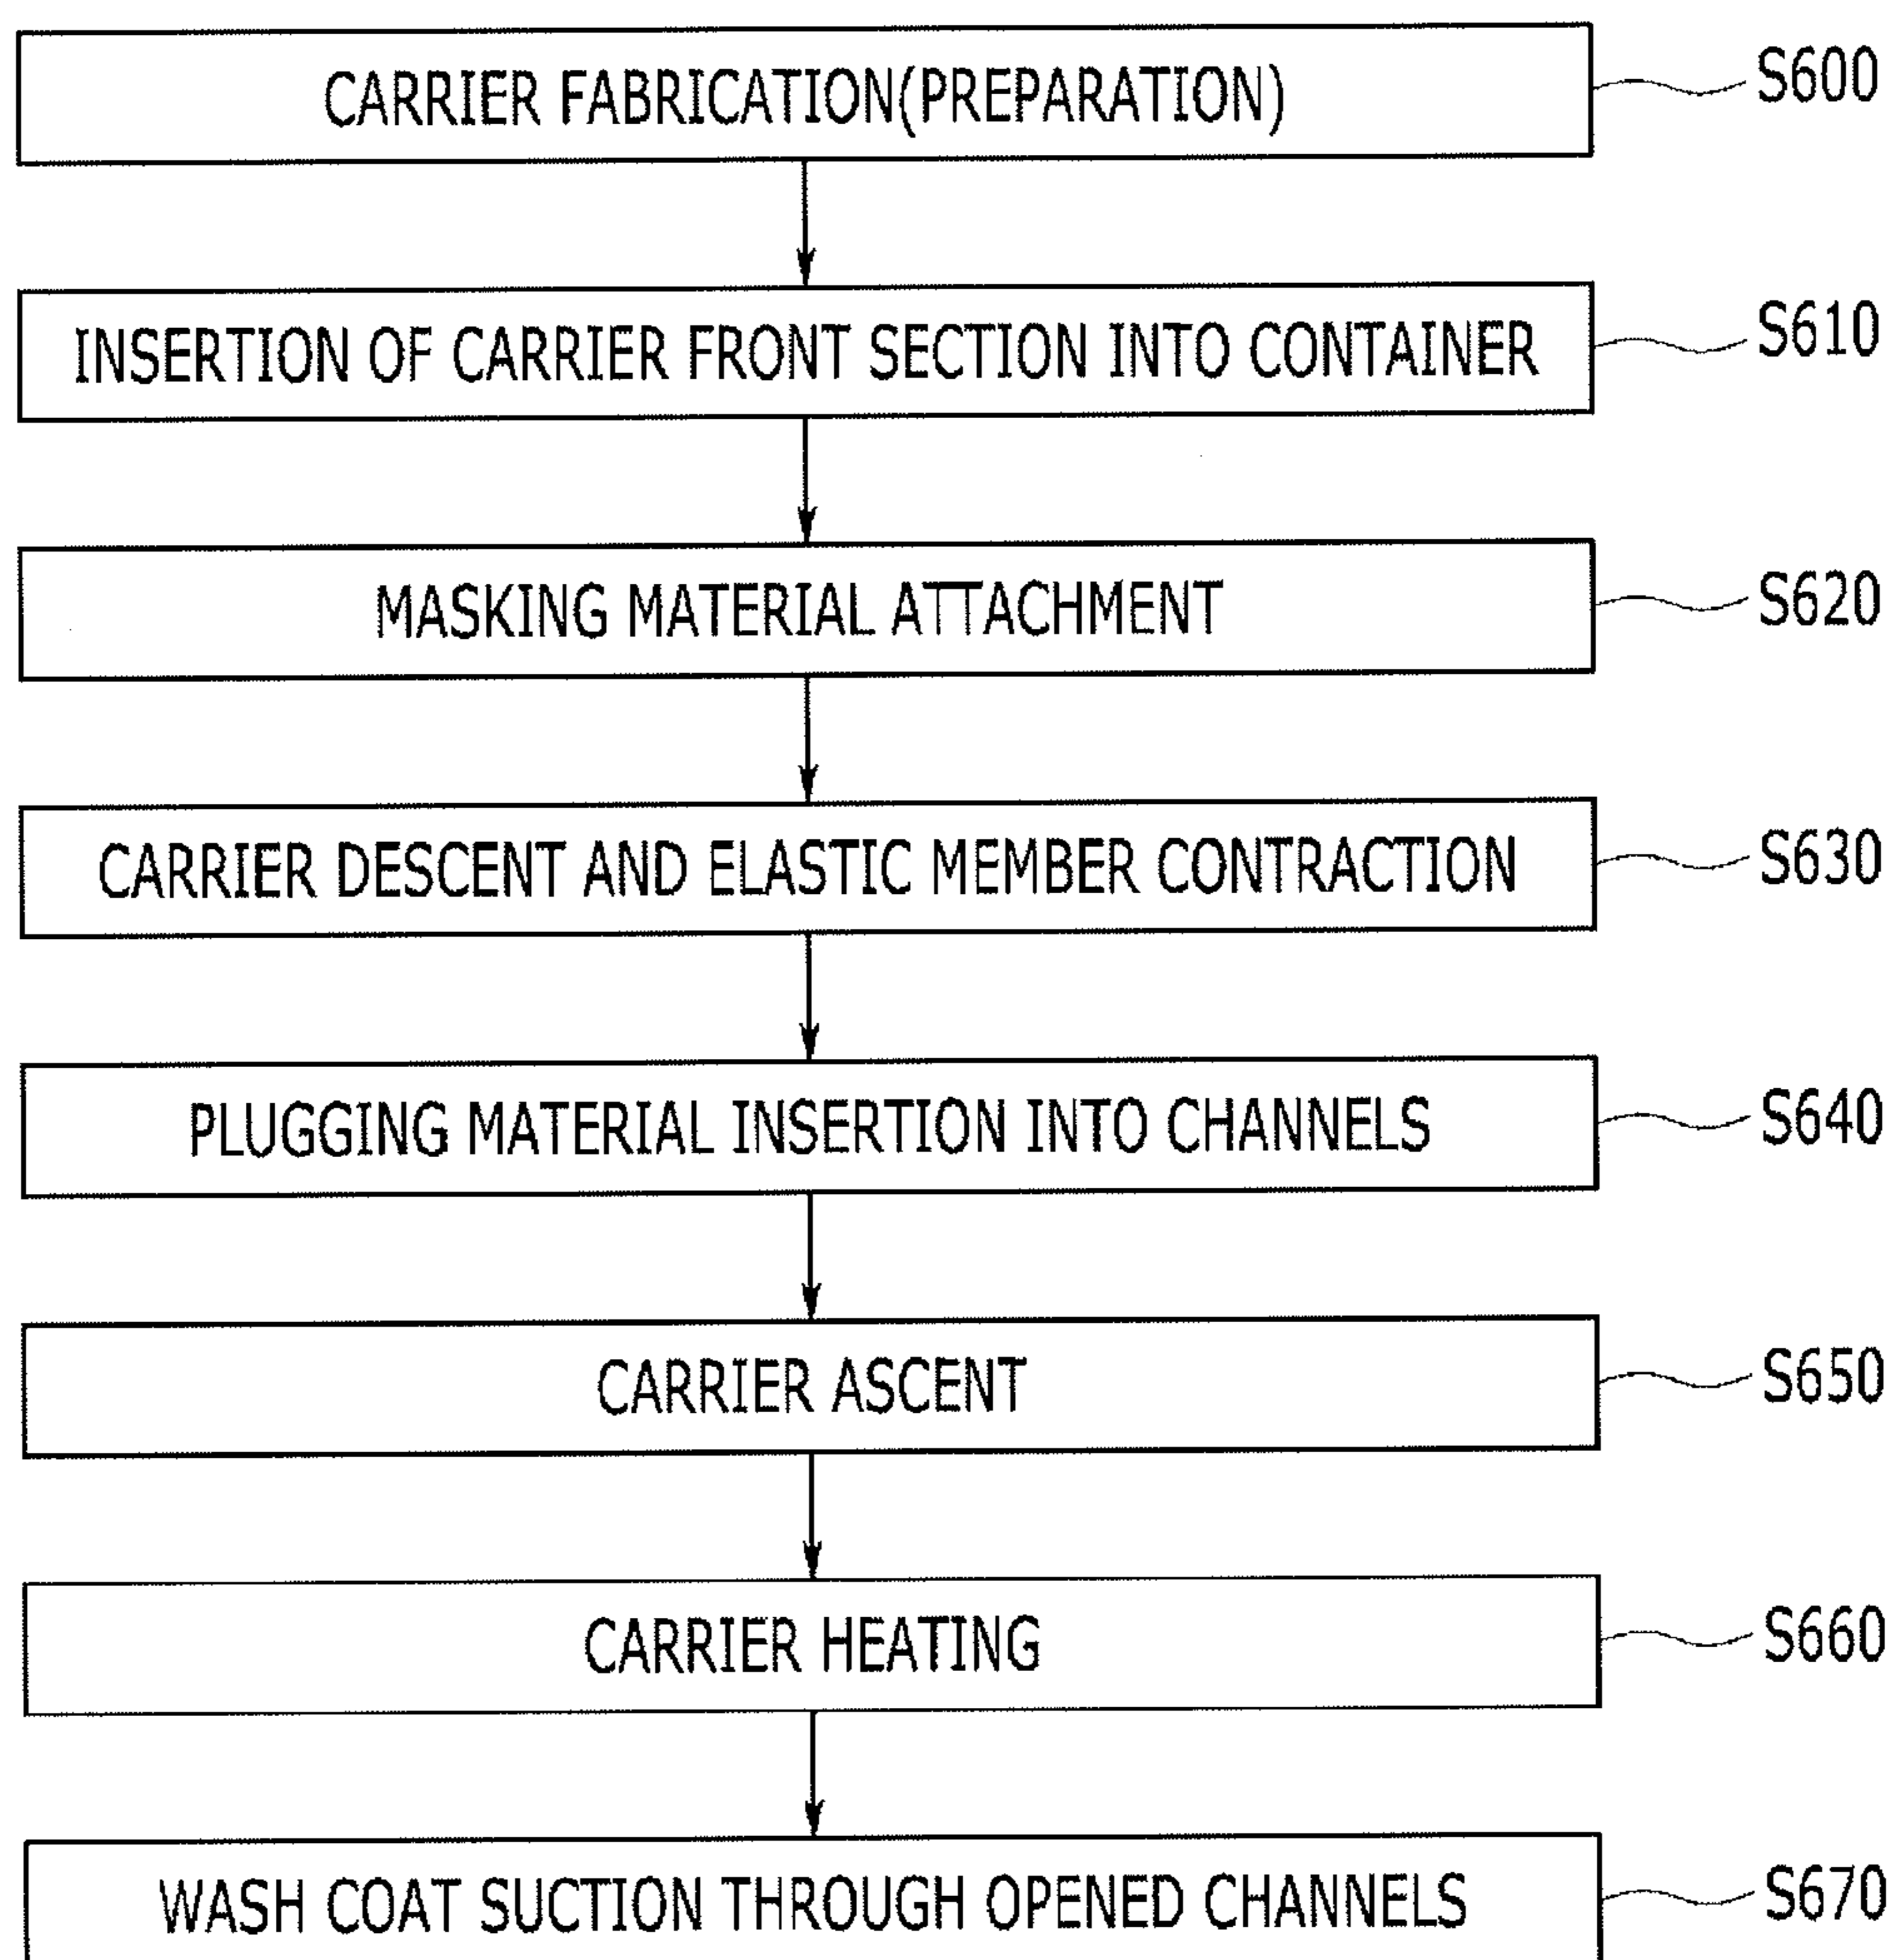 CARRIER FABRICATION(PREPARATION) S600
INSERTION OF CARRIER FRONT SECTION INTO CONTAINER S610
MASKING MATERIAL ATTACHMENT S620
CARRIER DESCENT AND ELASTIC MEMBER CONTRACTION S630
PLUGGING MATERIAL INSERTION INTO CHANNELS S640
CARRIER ASCENT S650
CARRIER HEATING S660
WASH COAT SUCTION THROUGH OPENED CHANNELS S670